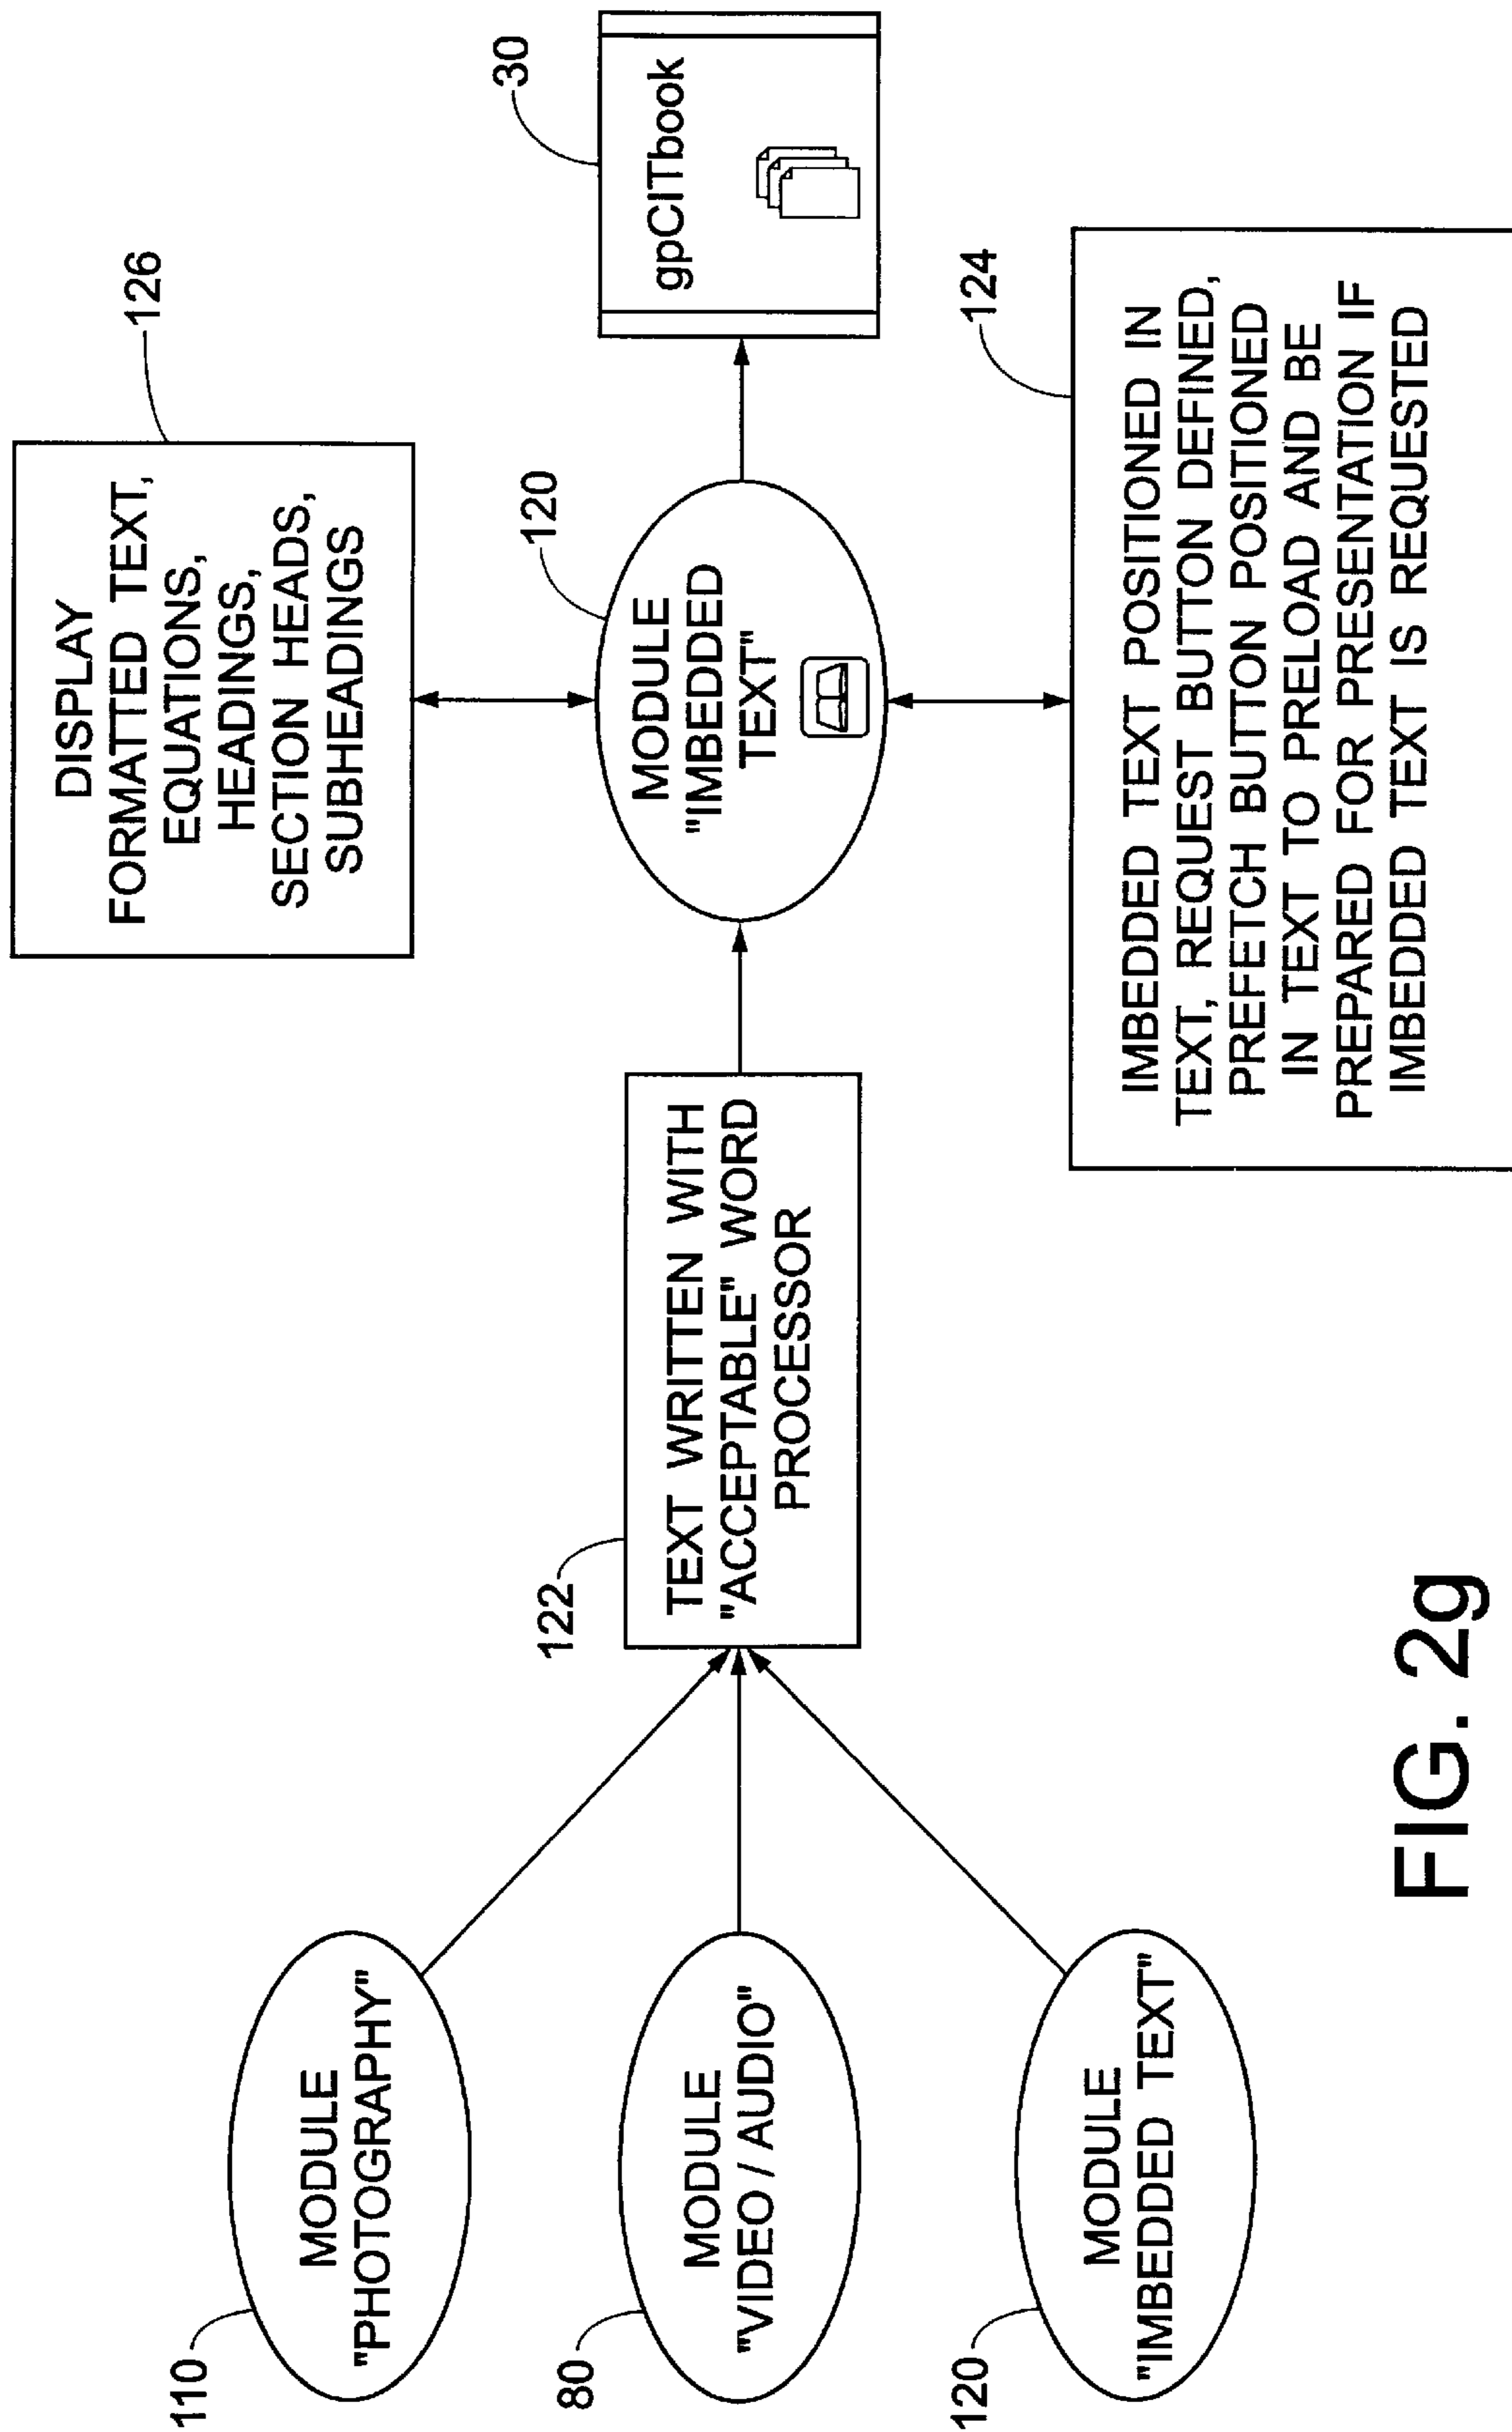 110
MODULE
"PHOTOGRAPHY"
80
MODULE
"VIDEO / AUDIO"
120
MODULE
"IMBEDDED TEXT"
122
TEXT WRITTEN WITH
"ACCEPTABLE" WORD
PROCESSOR
126
DISPLAY
FORMATTED TEXT,
EQUATIONS,
HEADINGS,
SECTION HEADS,
SUBHEADINGS
120
MODULE
"IMBEDDED
TEXT"
30
gpCITbook
124
IMBEDDED TEXT POSITIONED IN
TEXT, REQUEST BUTTON DEFINED,
PREFETCH BUTTON POSITIONED
IN TEXT TO PRELOAD AND BE
PREPARED FOR PRESENTATION IF
IMBEDDED TEXT IS REQUESTED
FIG. 2g